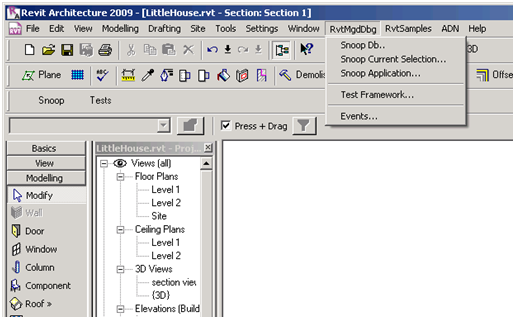 Revit Architecture 2009 - [LittleHouse.rvt - Section: Section 1]
File Edit View Modelling Drafting Site Tools Settings Window RvtMgdDbg RvtSamples ADN Help
Snoop Db..
Snoop Current Selection...
Snoop Application...
Test Framework...
Events...
3D
Plane
Demolis
Offse
Snoop Tests
Press + Drag
Basics
View
Modelling
Modify
Wall
Door
Window
Column
Component
Roof »
LittleHouse.rvt - Proj...
Views (all)
Floor Plans
Level 1
Level 2
Site
Ceiling Plans
Level 1
Level 2
3D Views
section view
{3D}
Elevations (Build